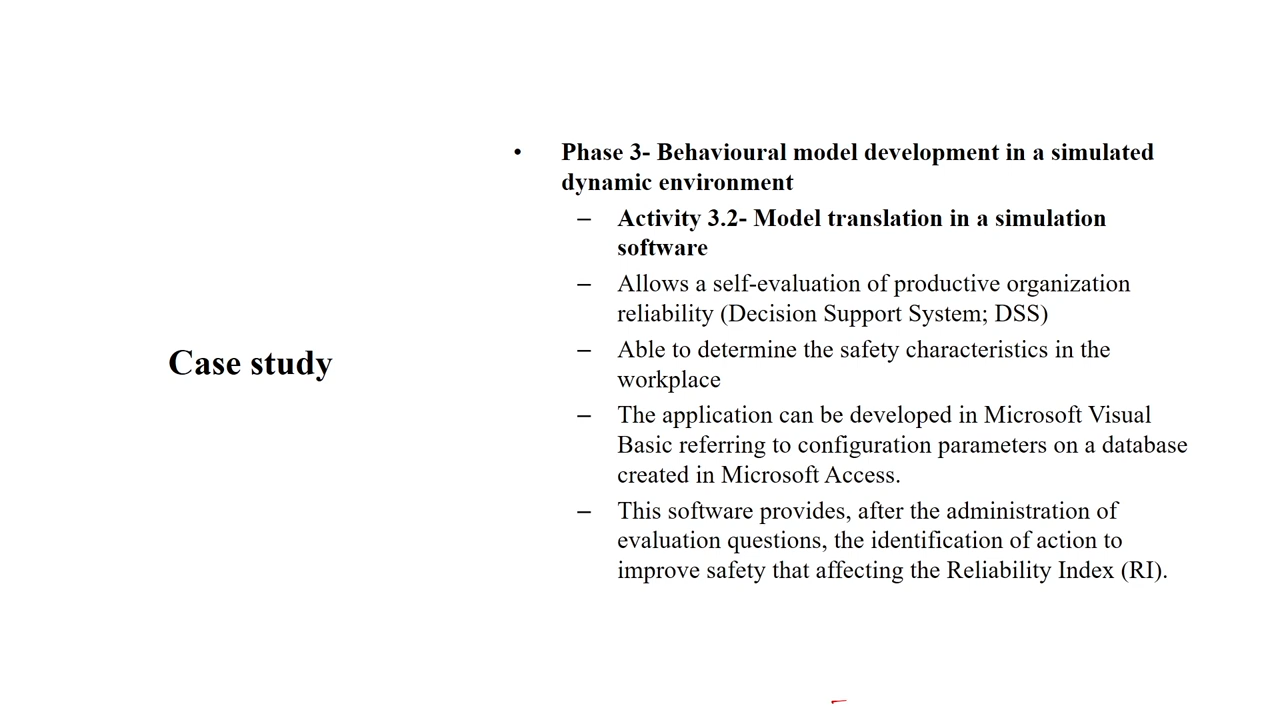 Case study
• Phase 3- Behavioural model development in a simulated
dynamic environment
– Activity 3.2- Model translation in a simulation
software
– Allows a self-evaluation of productive organization
reliability (Decision Support System; DSS)
– Able to determine the safety characteristics in the
workplace
– The application can be developed in Microsoft Visual
Basic referring to configuration parameters on a database
created in Microsoft Access.
– This software provides, after the administration of
evaluation questions, the identification of action to
improve safety that affecting the Reliability Index (RI).